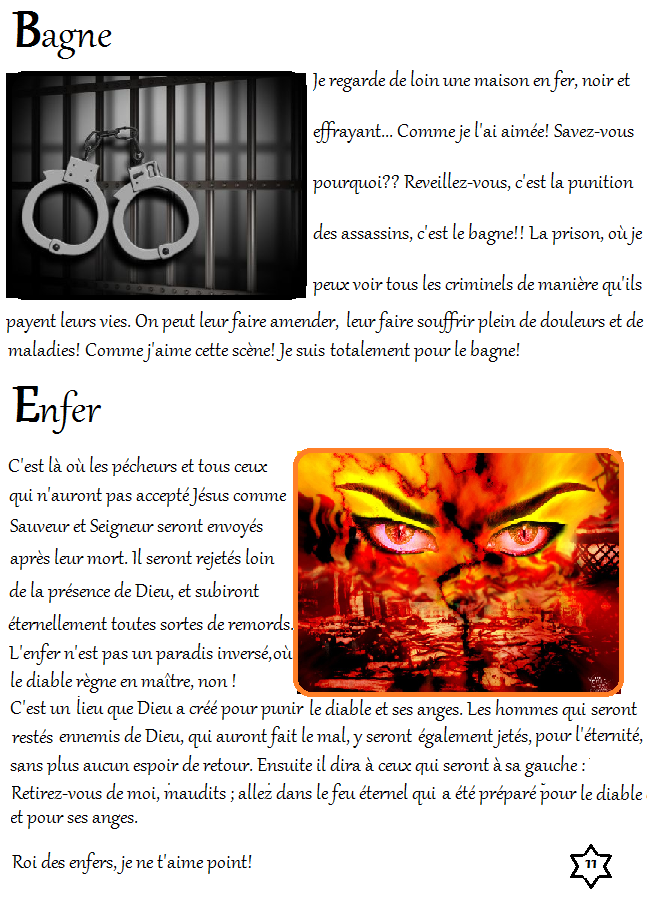 Bagne
Je regarde de loin une maison en fer, noir et
effrayant... Comme je l'ai aimée! Savez-vous
pourquoi?? Reveillez-vous, c'est la punition
des assassins, c'est le bagne!! La prison, où je
peux voir tous les criminels de manière qu'ils
payent leurs vies. On peut leur faire amender, leur faire souffrir plein de douleurs et de
maladies! Comme j'aime cette scène! Je suis totalement pour le bagne!
Enfer
C'est là où les pécheurs et tous ceux
qui n'auront pas accepté Jésus comme
Sauveur et Seigneur seront envoyés
après leur mort. Il seront rejetés loin
de la présence de Dieu, et subiront
éternellement toutes sortes de remords.
L'enfer n'est pas un paradis inversé,où
le diable règne en maître, non !
C'est un lieu que Dieu a créé pour punir le diable et ses anges. Les hommes qui seront
restés ennemis de Dieu, qui auront fait le mal, y seront également jetés, pour l'éternité,
sans plus aucun espoir de retour. Ensuite il dira à ceux qui seront à sa gauche :
Retirez-vous de moi, maudits ; allez dans le feu éternel qui a été préparé pour le diable
et pour ses anges.
Roi des enfers, je ne t'aime point!
11